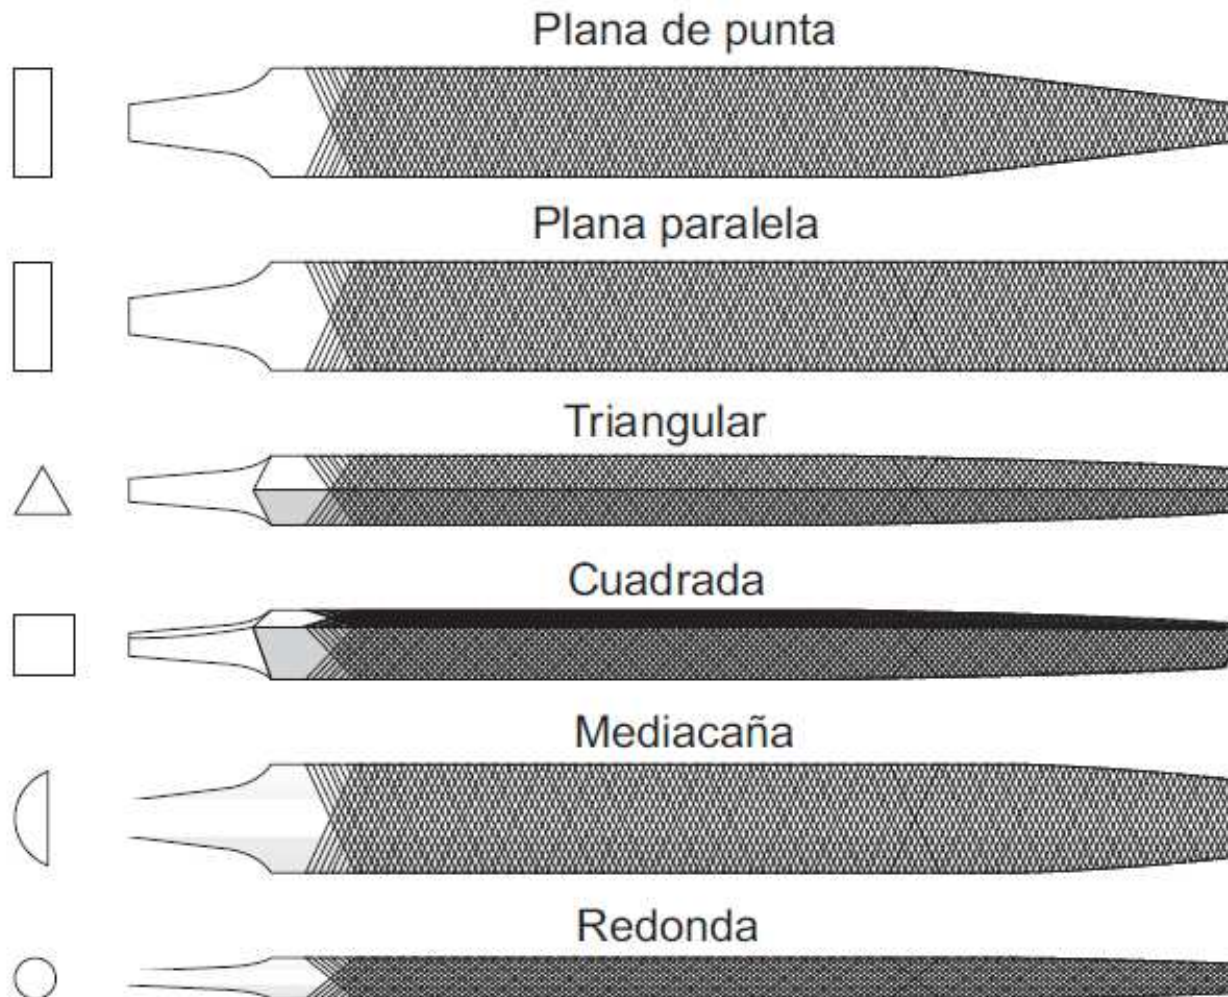 Plana de punta
Plana paralela
Triangular
Cuadrada
Mediacaña
Redonda